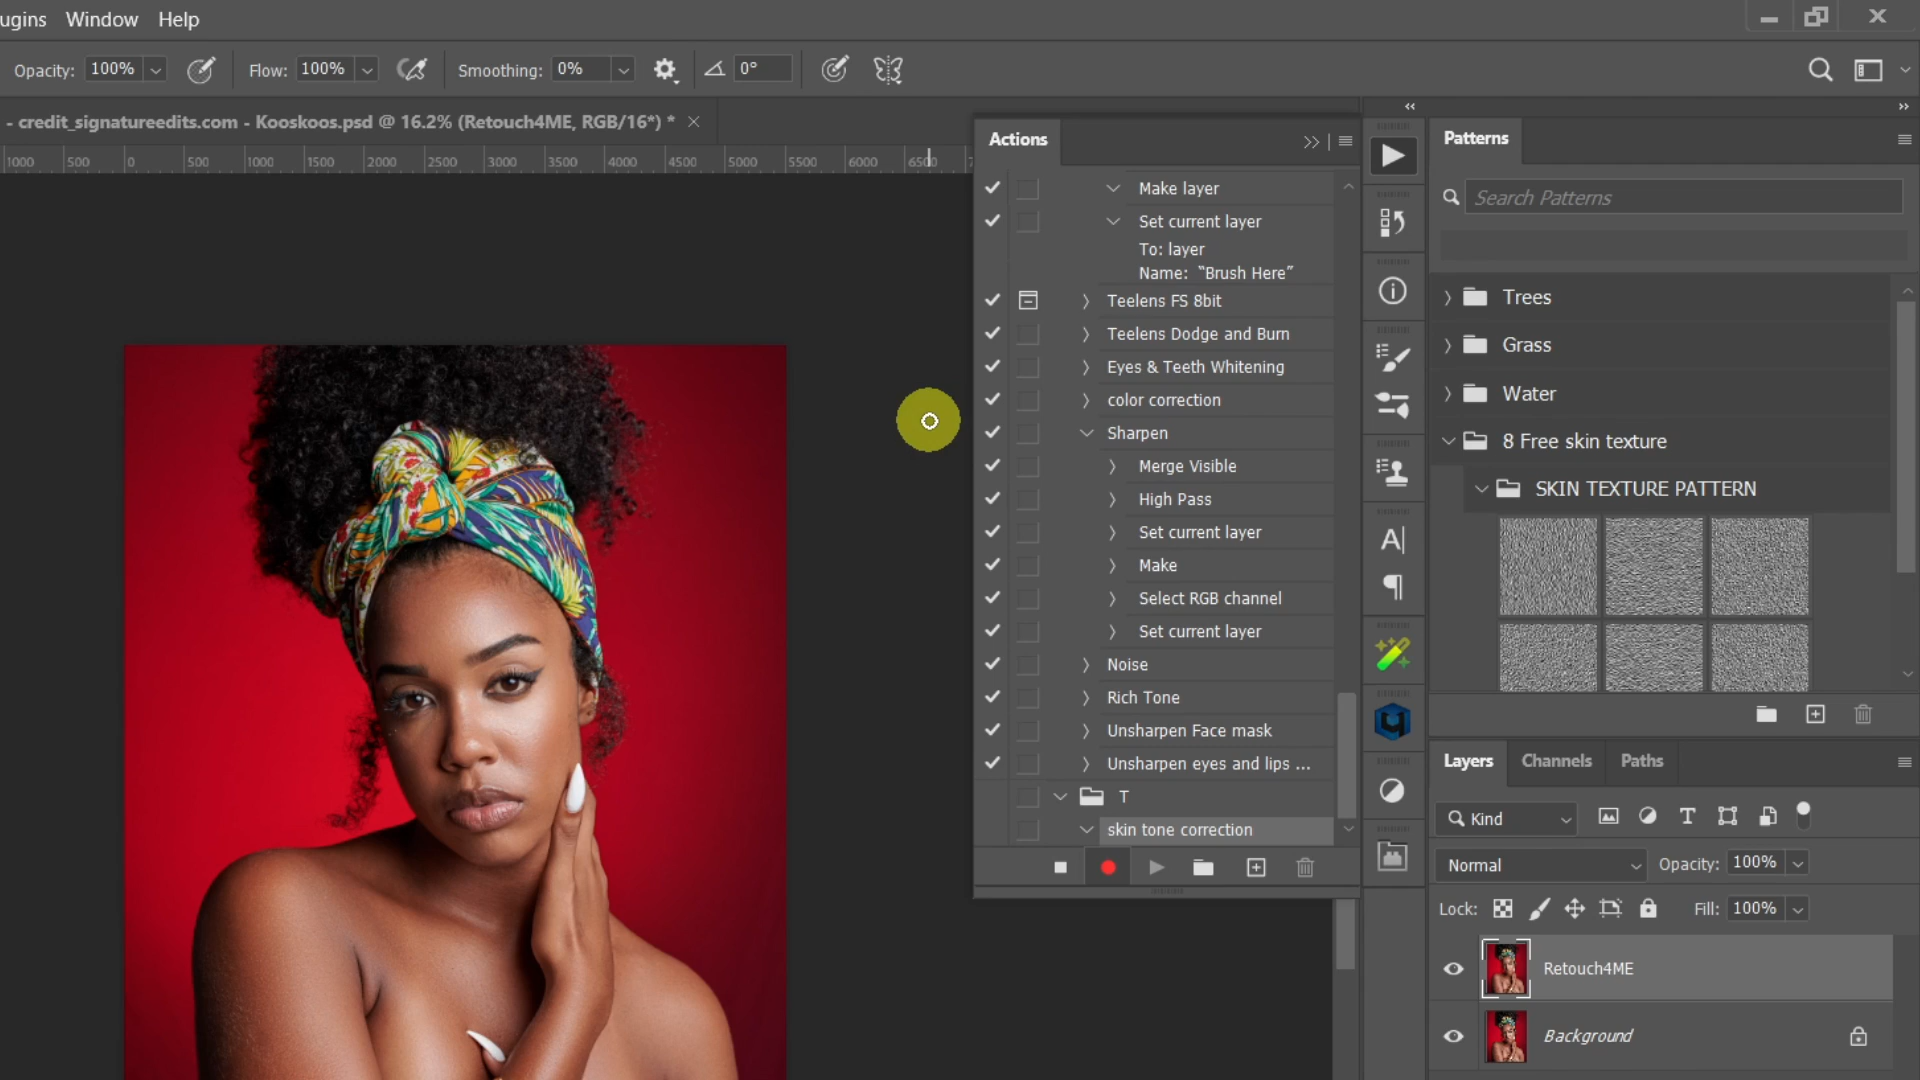 ugins Window Help
Opacity: 100% Flow: 100% Smoothing: 0% 0°
- credit_signatureedits.com - Kooskoos.psd @ 16.2% (Retouch4ME, RGB/16*) *
1000 500 0 500 1000 1500 2000 2500 3000 3500 4000 4500 5000 5500 6000 6500
Actions
Make layer
Set current layer
To: layer
Name: “Brush Here”
Teelens FS 8bit
Teelens Dodge and Burn
Eyes & Teeth Whitening
color correction
Sharpen
Merge Visible
High Pass
Set current layer
Make
Select RGB channel
Set current layer
Noise
Rich Tone
Unsharpen Face mask
Unsharpen eyes and lips ...
T
skin tone correction
Patterns
Search Patterns
Trees
Grass
Water
8 Free skin texture
SKIN TEXTURE PATTERN
Layers Channels Paths
Kind
Normal Opacity: 100%
Lock: Fill: 100%
Retouch4ME
Background